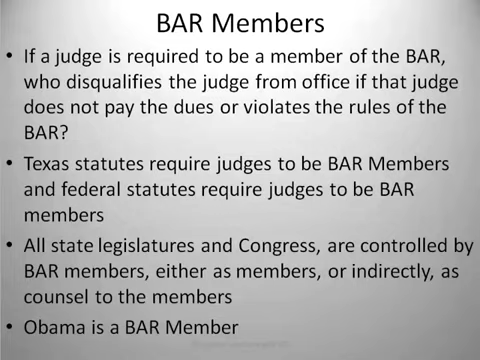 BAR Members
• If a judge is required to be a member of the BAR,
who disqualifies the judge from office if that judge
does not pay the dues or violates the rules of the
BAR?
• Texas statutes require judges to be BAR Members
and federal statutes require judges to be BAR
members
• All state legislatures and Congress, are controlled by
BAR members, either as members, or indirectly, as
counsel to the members
• Obama is a BAR Member